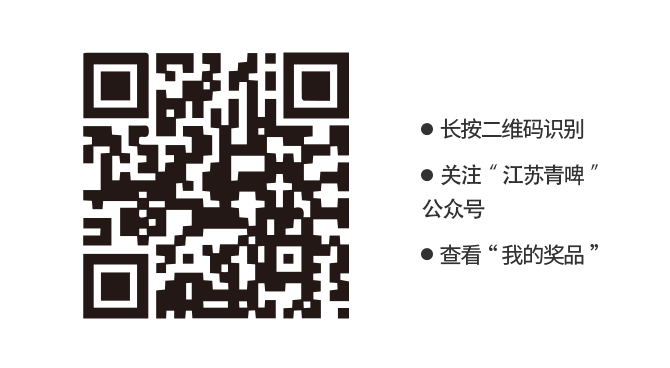 ● 长按二维码识别
● 关注 “ 江苏青啤 ”
公众号
● 查看 “ 我的奖品 ”